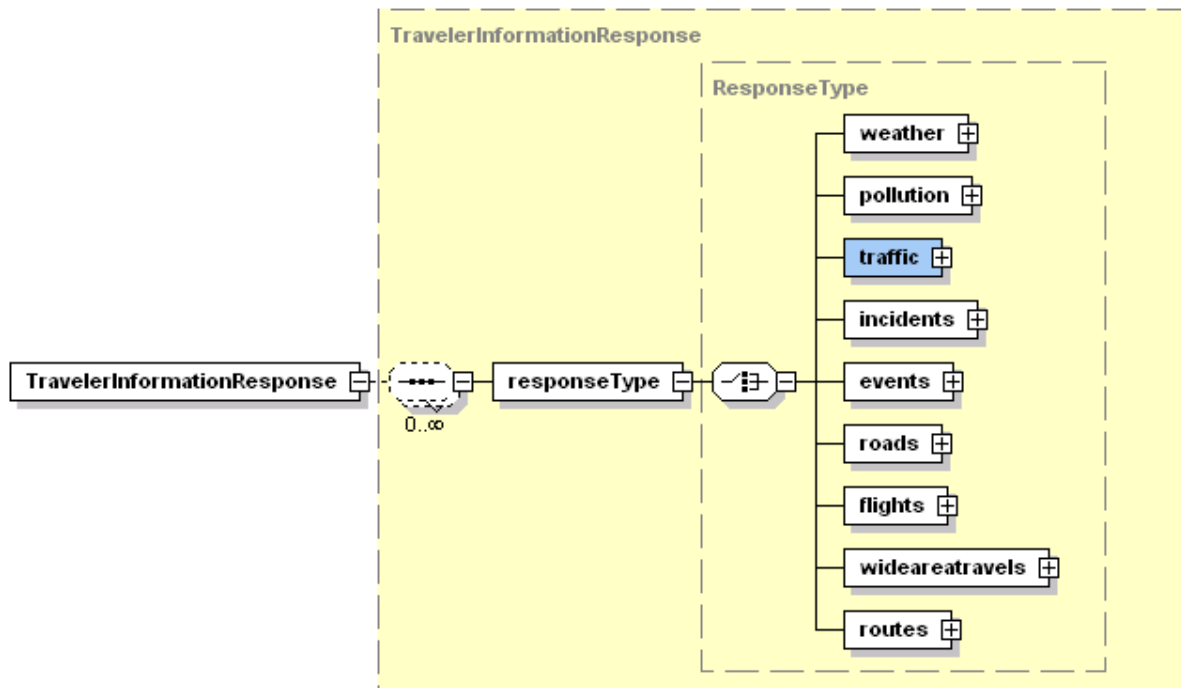 TravelerInformationResponse
ResponseType
weather
pollution
traffic
incidents
TravelerInformationResponse
responseType
events
0..∞
roads
flights
wideareatravels
routes